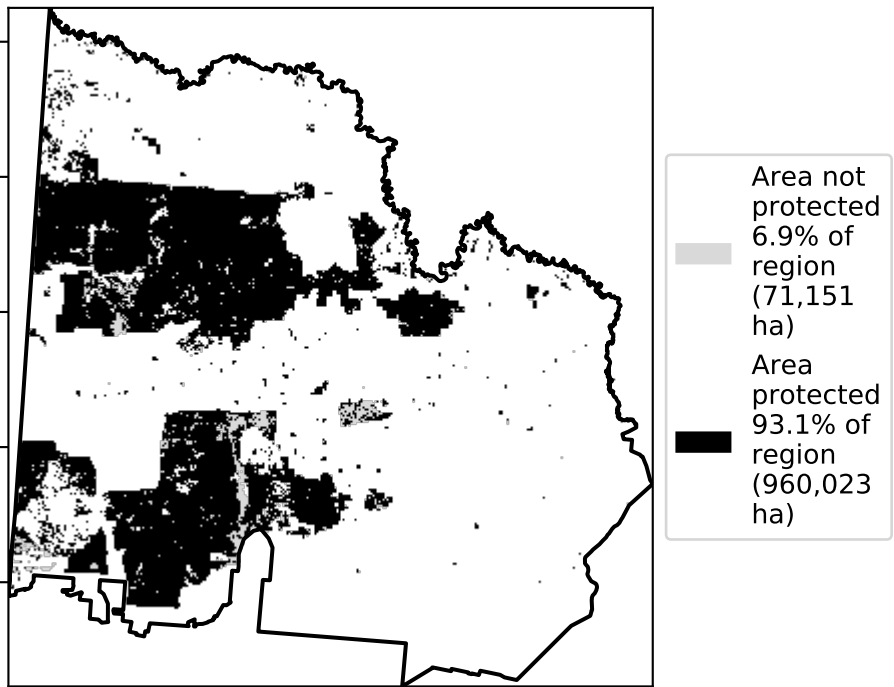 Area not
protected
6.9% of
region
(71,151
ha)
Area
protected
93.1% of
region
(960,023
ha)